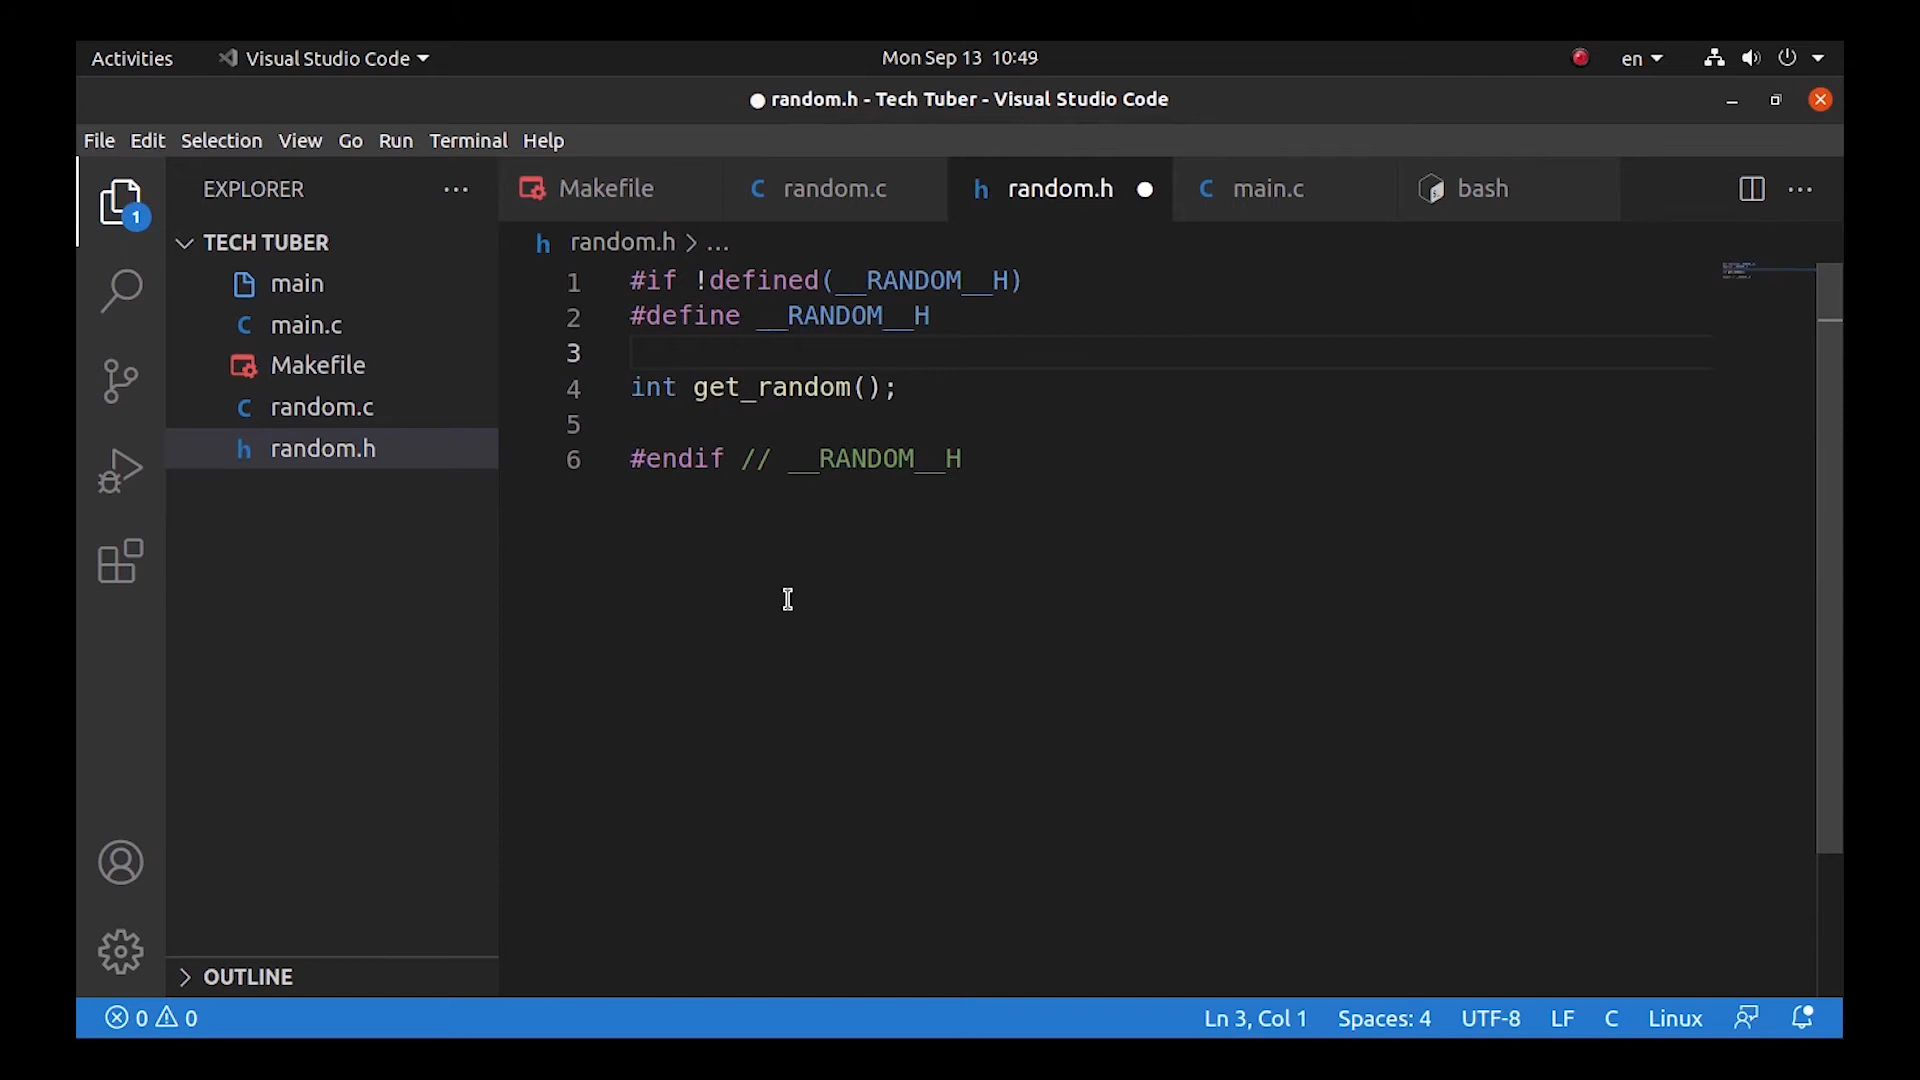 Activities Visual Studio Code Mon Sep 13 10:49 en
random.h - Tech Tuber - Visual Studio Code
File Edit Selection View Go Run Terminal Help
EXPLORER ... Makefile C random.c h random.h C main.c bash ...
1
TECH TUBER
main
C main.c
Makefile
C random.c
h random.h
h random.h > ...
1 #if !defined(__RANDOM__H)
2 #define __RANDOM__H
3
4 int get_random();
5
6 #endif // __RANDOM__H
OUTLINE
0 0 Ln 3, Col 1 Spaces: 4 UTF-8 LF C Linux